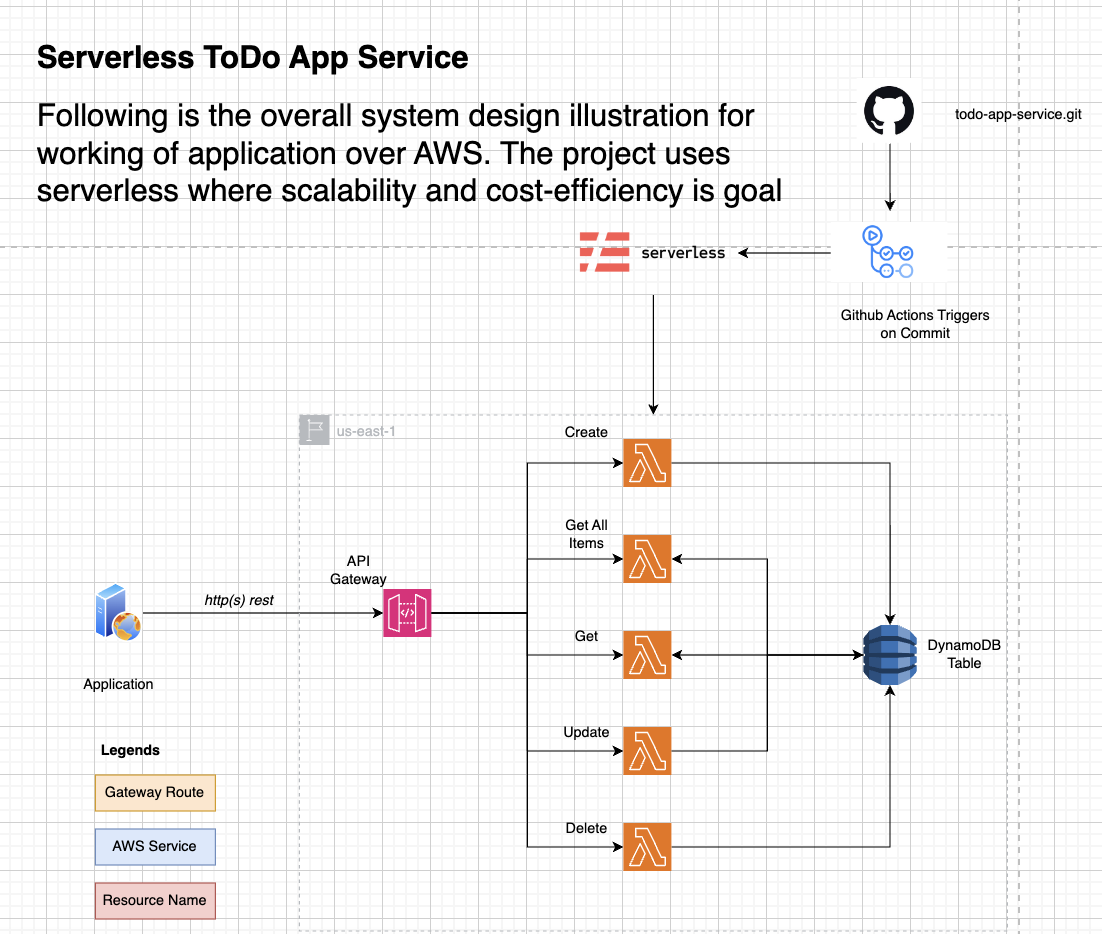 Serverless ToDo App Service
Following is the overall system design illustration for
working of application over AWS. The project uses
serverless where scalability and cost-efficiency is goal
todo-app-service.git
serverless
Github Actions Triggers
on Commit
us-east-1
Create
Get All
Items
API
Gateway
http(s) rest
Get
DynamoDB
Table
Application
Update
Legends
Gateway Route
Delete
AWS Service
Resource Name